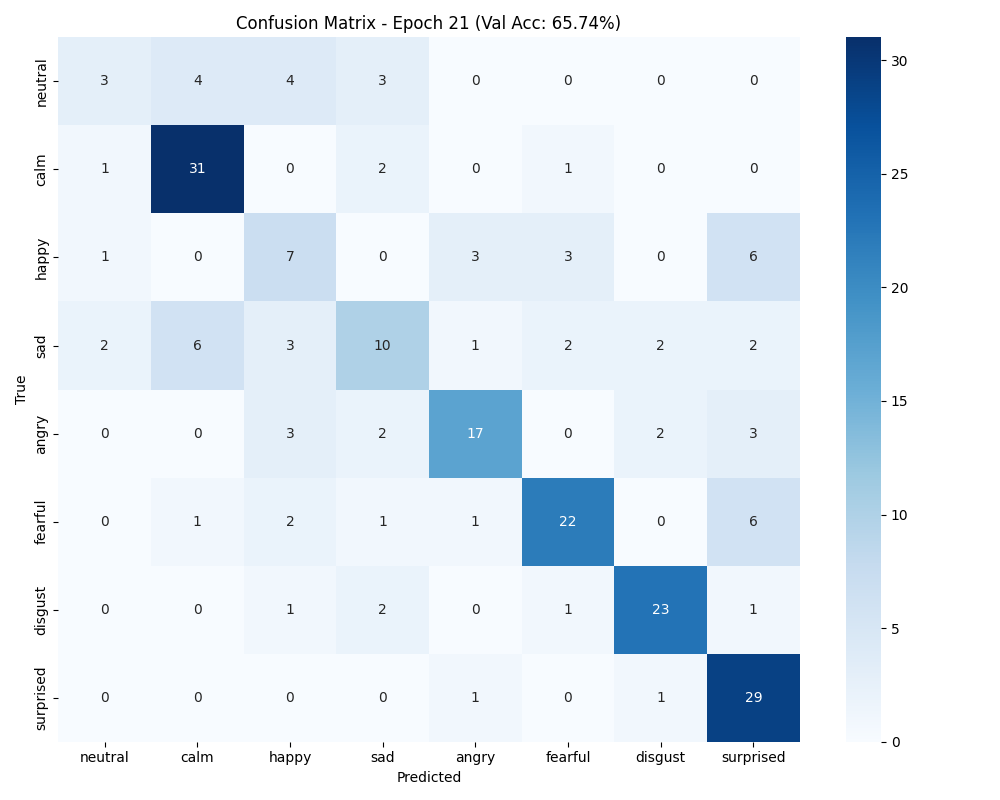 Confusion Matrix - Epoch 21 (Val Acc: 65.74%)
neutral 3 4 4 3 0 0 0 0
calm 1 31 0 2 0 1 0 0
happy 1 0 7 0 3 3 0 6
sad 2 6 3 10 1 2 2 2
angry 0 0 3 2 17 0 2 3
fearful 0 1 2 1 1 22 0 6
disgust 0 0 1 2 0 1 23 1
surprised 0 0 0 0 1 0 1 29
True
neutral calm happy sad angry fearful disgust surprised
Predicted
30
25
20
15
10
5
0